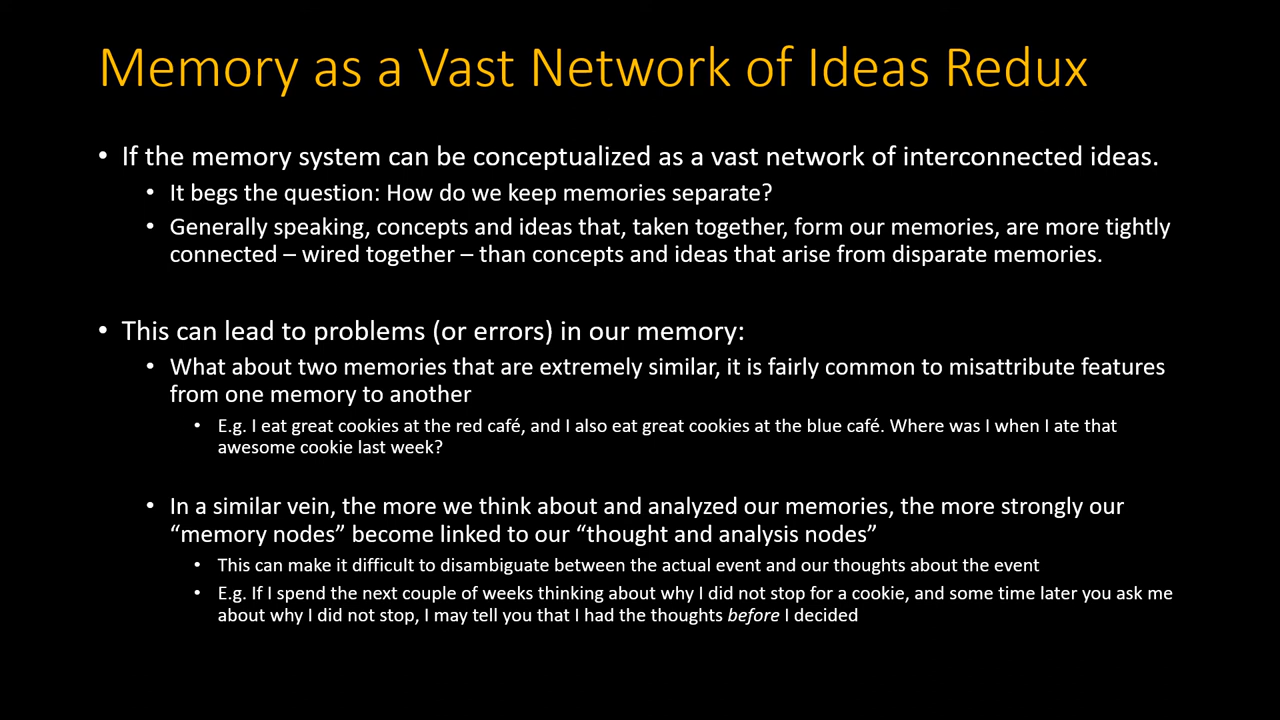 Memory as a Vast Network of Ideas Redux
• If the memory system can be conceptualized as a vast network of interconnected ideas.
• It begs the question: How do we keep memories separate?
• Generally speaking, concepts and ideas that, taken together, form our memories, are more tightly
connected – wired together – than concepts and ideas that arise from disparate memories.
• This can lead to problems (or errors) in our memory:
• What about two memories that are extremely similar, it is fairly common to misattribute features
from one memory to another
• E.g. I eat great cookies at the red café, and I also eat great cookies at the blue café. Where was I when I ate that
awesome cookie last week?
• In a similar vein, the more we think about and analyzed our memories, the more strongly our
“memory nodes” become linked to our “thought and analysis nodes”
• This can make it difficult to disambiguate between the actual event and our thoughts about the event
• E.g. If I spend the next couple of weeks thinking about why I did not stop for a cookie, and some time later you ask me
about why I did not stop, I may tell you that I had the thoughts before I decided